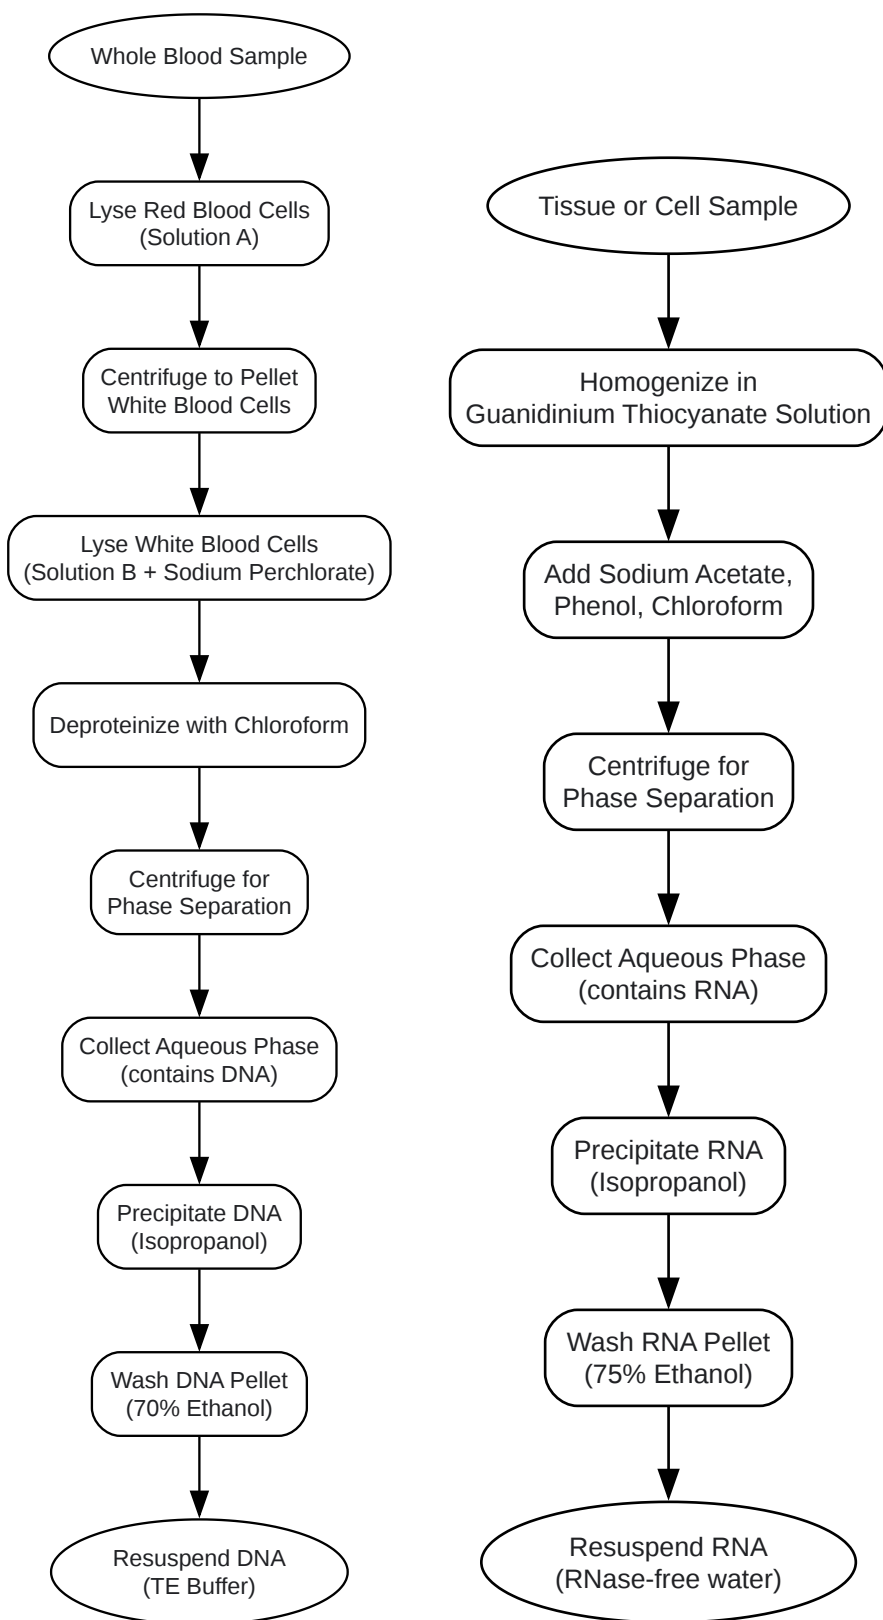 Whole Blood Sample
Lyse Red Blood Cells
(Solution A)
Centrifuge to Pellet
White Blood Cells
Lyse White Blood Cells
(Solution B + Sodium Perchlorate)
Deproteinize with Chloroform
Centrifuge for
Phase Separation
Collect Aqueous Phase
(contains DNA)
Precipitate DNA
(Isopropanol)
Wash DNA Pellet
(70% Ethanol)
Resuspend DNA
(TE Buffer)
Tissue or Cell Sample
Homogenize in
Guanidinium Thiocyanate Solution
Add Sodium Acetate,
Phenol, Chloroform
Centrifuge for
Phase Separation
Collect Aqueous Phase
(contains RNA)
Precipitate RNA
(Isopropanol)
Wash RNA Pellet
(75% Ethanol)
Resuspend RNA
(RNase-free water)